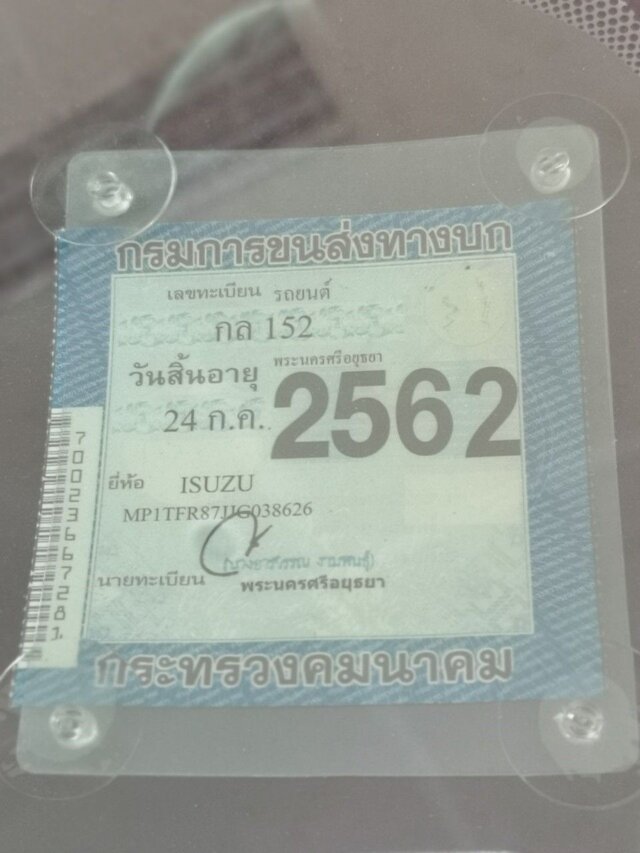 กรมการขนส่งทางบก
เลขทะเบียน รถยนต์
กล 152
พระนครศรีอยุธยา
วันสิ้นอายุ
24 ก.ค. 2562
ยี่ห้อ ISUZU
MP1TFR87JJG038626
นายทะเบียน
พระนครศรีอยุธยา
กระทรวงคมนาคม
70023667281